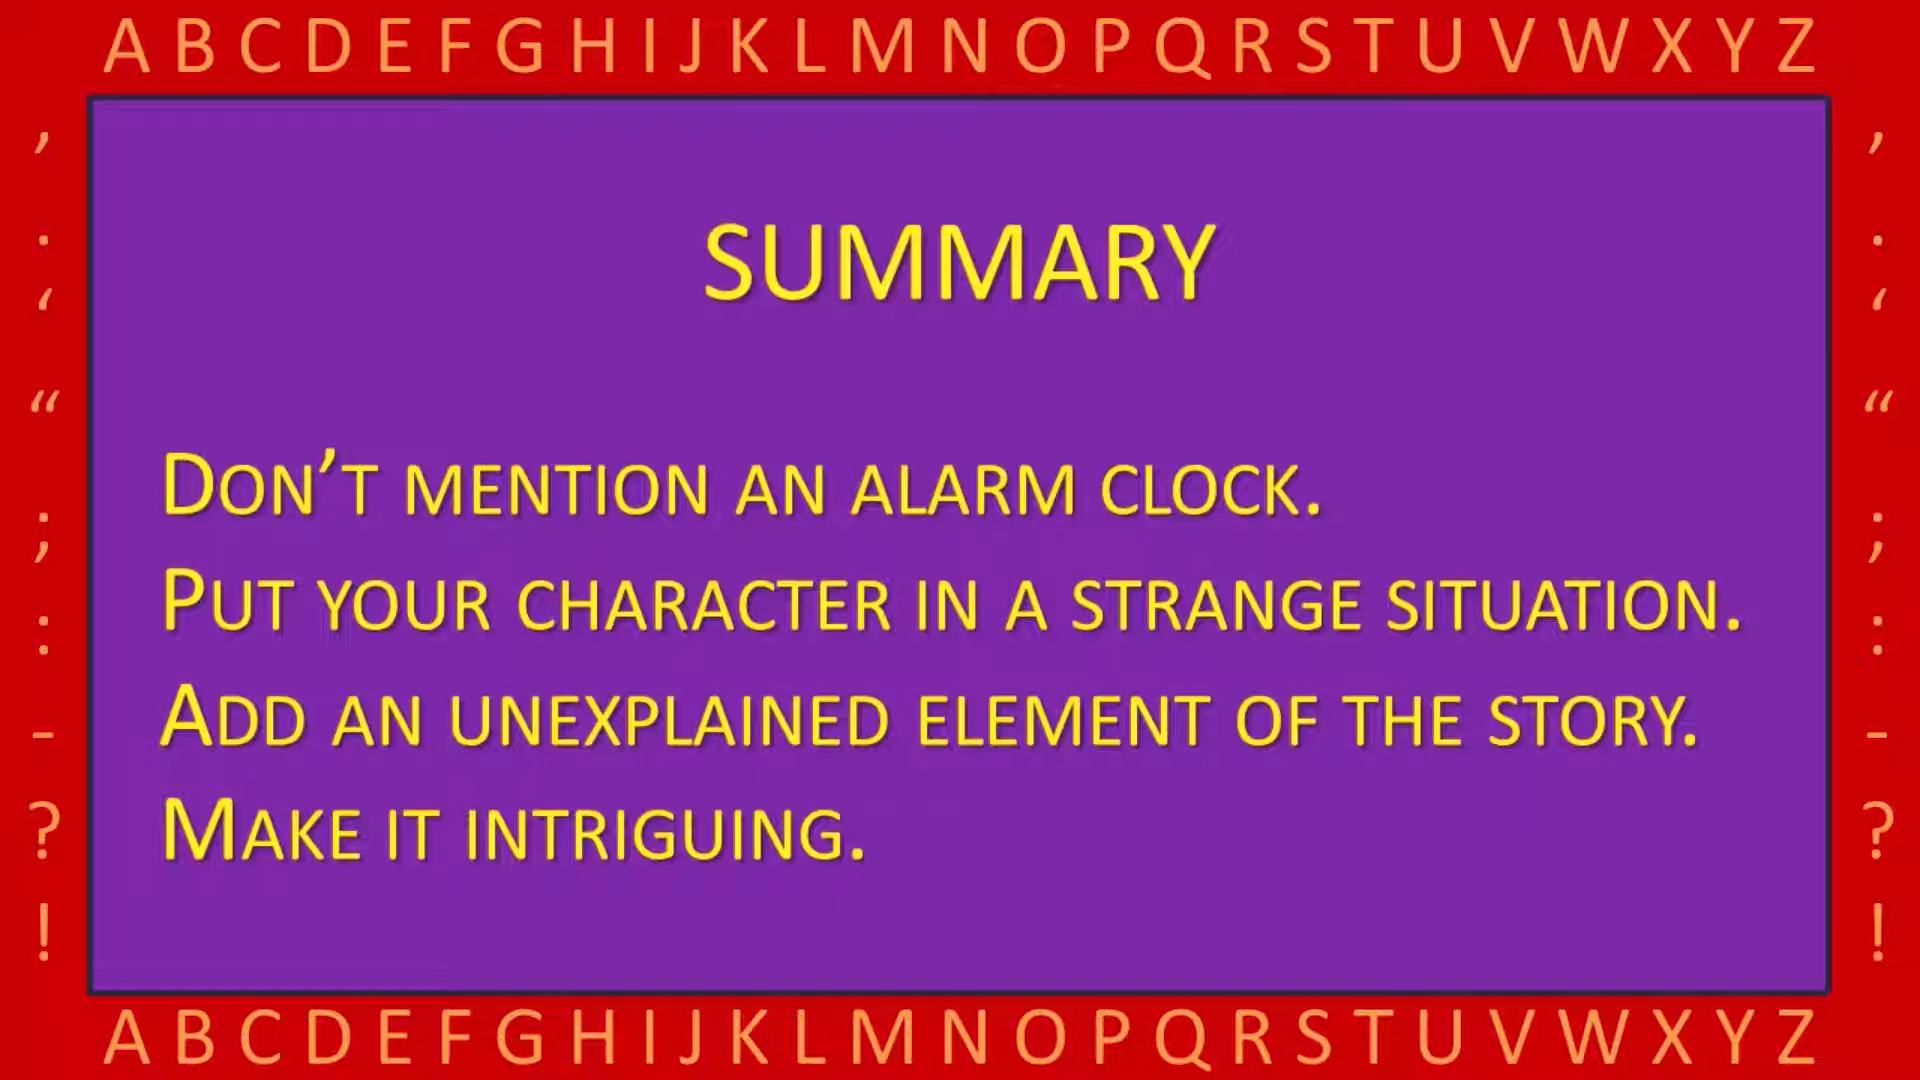 A B C D E F G H I J K L M N O P Q R S T U V W X Y Z
, ,
. .
‘ ‘
“ “
; ;
: :
- -
? ?
! !
SUMMARY
DON’T MENTION AN ALARM CLOCK.
PUT YOUR CHARACTER IN A STRANGE SITUATION.
ADD AN UNEXPLAINED ELEMENT OF THE STORY.
MAKE IT INTRIGUING.
A B C D E F G H I J K L M N O P Q R S T U V W X Y Z